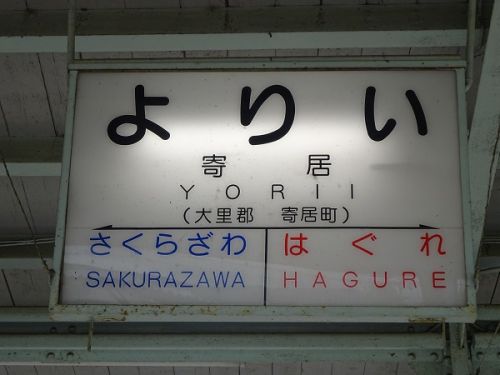 よりい
寄居
YORII
(大里郡 寄居町)
さくらざわ はぐれ
SAKURAZAWA HAGURE